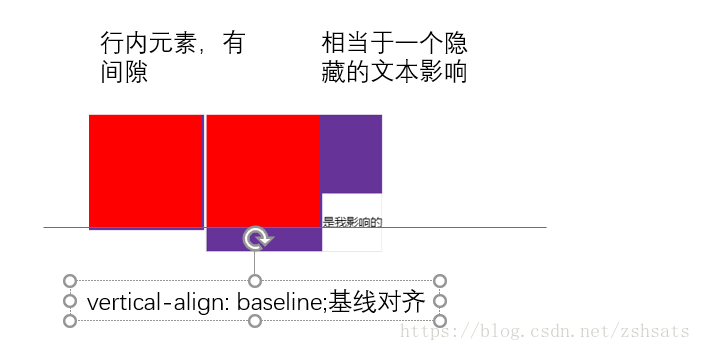 行内元素，有
间隙
相当于一个隐
藏的文本影响
是我影响的
vertical-align: baseline;基线对齐
https://blog.csdn.net/zshsats